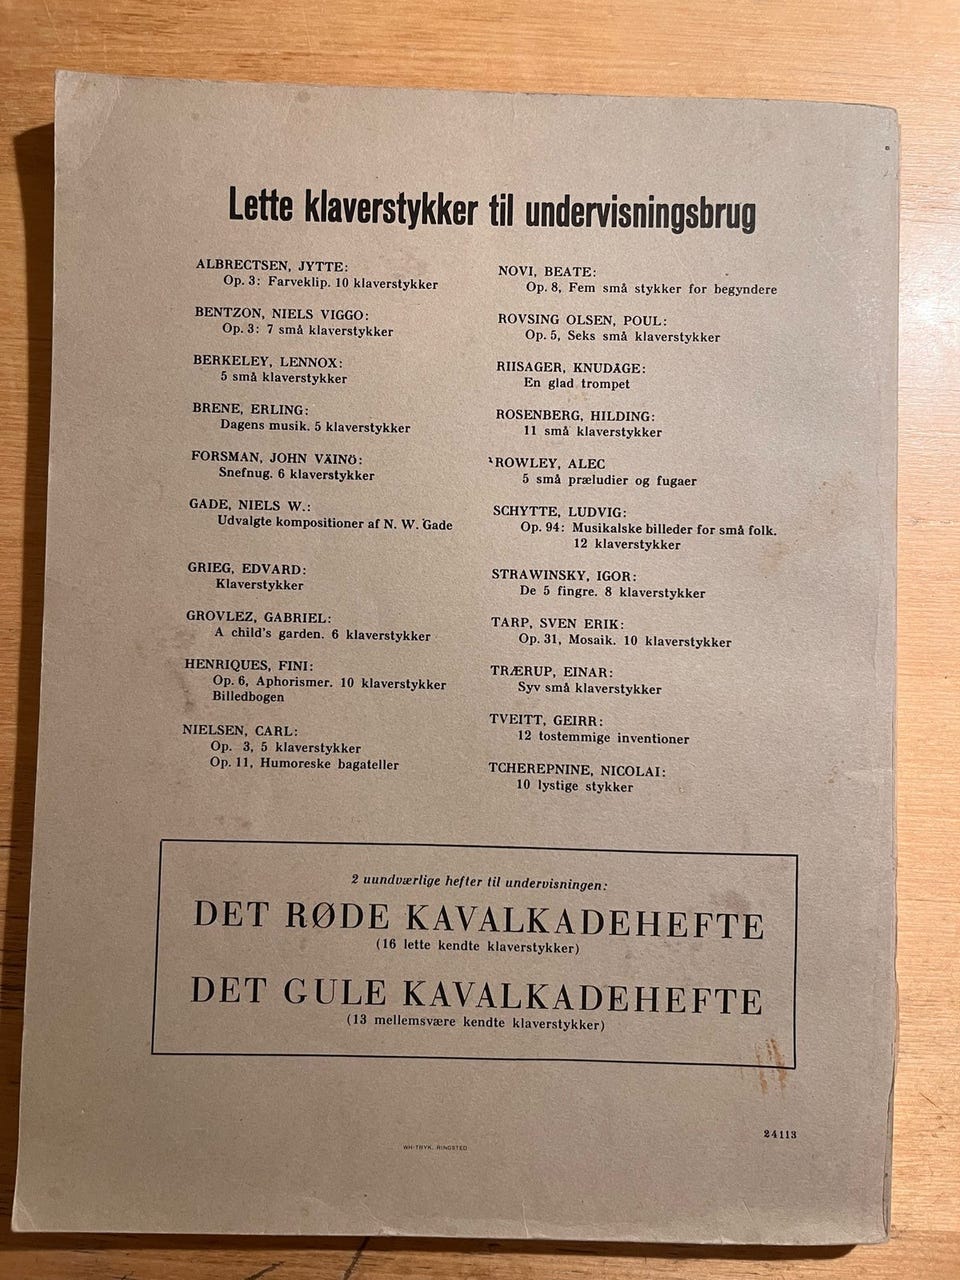 Lette klaverstykker til undervisningsbrug
ALBRECTSEN, JYTTE:
Op. 3: Farveklip. 10 klaverstykker
BENTZON, NIELS VIGGO:
Op. 3: 7 små klaverstykker
BERKELEY, LENNOX:
5 små klaverstykker
BRENE, ERLING:
Dagens musik. 5 klaverstykker
FORSMAN, JOHN VÄINÖ:
Snefnug. 6 klaverstykker
GADE, NIELS W.:
Udvalgte kompositioner af N. W. Gade
GRIEG, EDVARD:
Klaverstykker
GROVLEZ, GABRIEL:
A child's garden. 6 klaverstykker
HENRIQUES, FINI:
Op. 6, Aphorismer. 10 klaverstykker
Billedbogen
NIELSEN, CARL:
Op. 3, 5 klaverstykker
Op. 11, Humoreske bagateller
NOVI, BEATE:
Op. 8, Fem små stykker for begyndere
ROVSING OLSEN, POUL:
Op. 5, Seks små klaverstykker
RIISAGER, KNUDÅGE:
En glad trompet
ROSENBERG, HILDING:
11 små klaverstykker
ROWLEY, ALEC
5 små præludier og fugaer
SCHYTTE, LUDVIG:
Op. 94: Musikalske billeder for små folk.
12 klaverstykker
STRAWINSKY, IGOR:
De 5 fingre. 8 klaverstykker
TARP, SVEN ERIK:
Op. 31, Mosaik. 10 klaverstykker
TRÆRUP, EINAR:
Syv små klaverstykker
TVEITT, GEIRR:
12 tostemmige inventioner
TCHEREPNINE, NICOLAI:
10 lystige stykker
2 uundværlige hefter til undervisningen:
DET RØDE KAVALKADEHEFTE
(16 lette kendte klaverstykker)
DET GULE KAVALKADEHEFTE
(13 mellemsvære kendte klaverstykker)
24113
WH-TRYK, RINGSTED